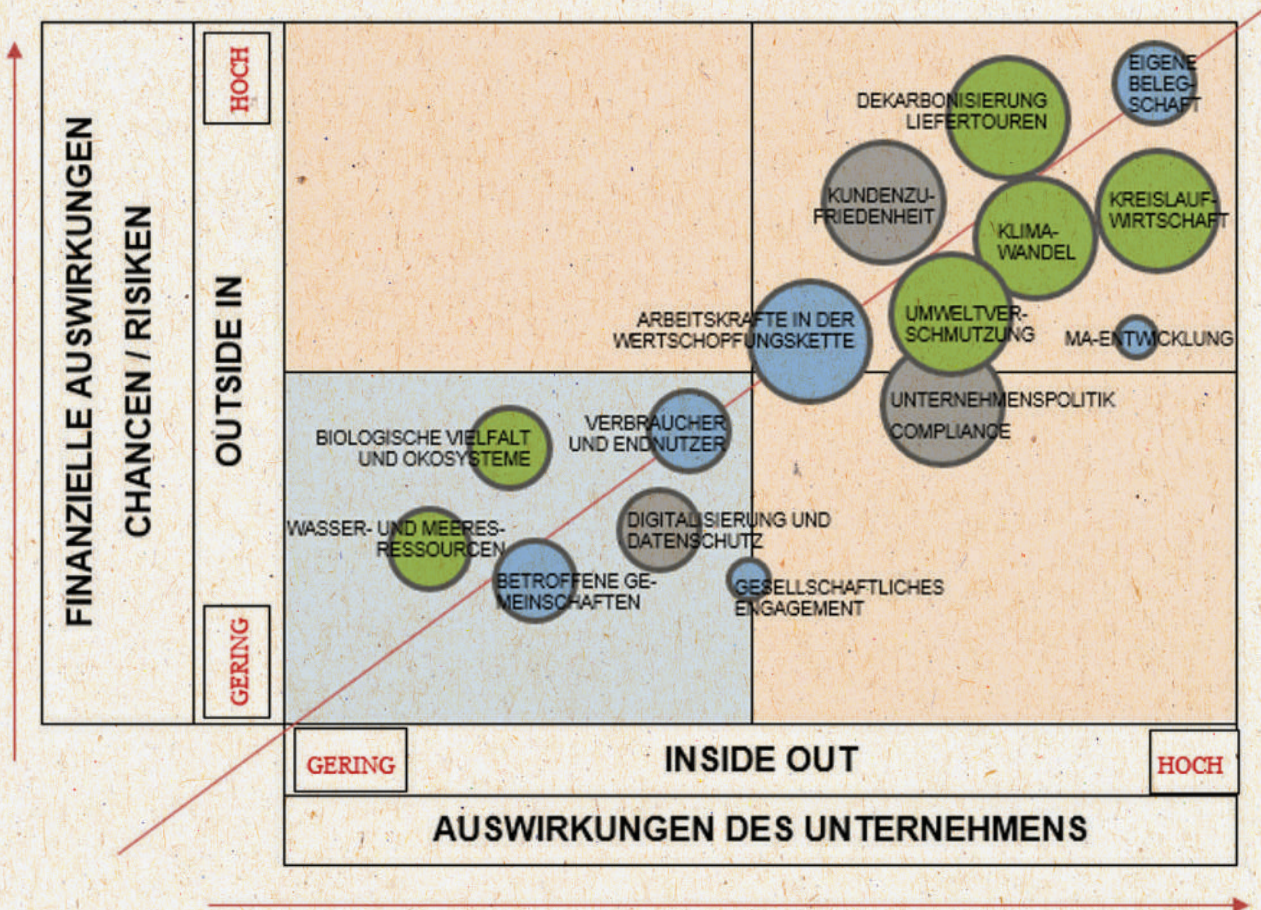 FINANZIELLE AUSWIRKUNGEN
CHANCEN / RISIKEN
OUTSIDE IN
HOCH
GERING
EIGENE
BELEG-
SCHAFT
DEKARBONISIERUNG
LIEFERTOUREN
KUNDENZU-
FRIEDENHEIT
KREISLAUF-
WIRTSCHAFT
KLIMA-
WANDEL
ARBEITSKRAFTE IN DER
WERTSCHOPFUNGSKETTE
UMWELTVER-
SCHMUTZUNG
MA-ENTWICKLUNG
UNTERNEHMENSPOLITIK
COMPLIANCE
VERBRAUCHER
UND ENDNUTZER
BIOLOGISCHE VIELFALT
UND OKOSYSTEME
WASSER- UND MEERES-
RESSOURCEN
DIGITALISIERUNG UND
DATENSCHUTZ
BETROFFENE GE-
MEINSCHAFTEN
GESELLSCHAFTLICHES
ENGAGEMENT
GERING
INSIDE OUT
HOCH
AUSWIRKUNGEN DES UNTERNEHMENS